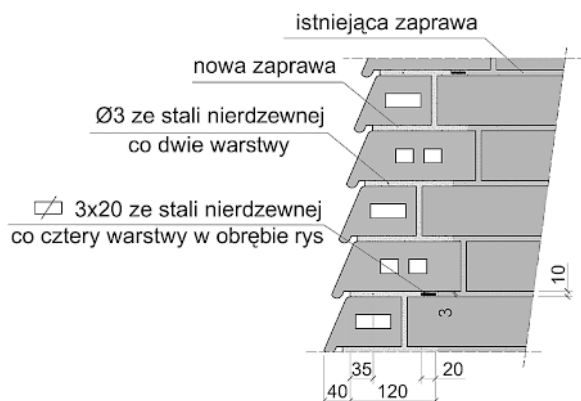 istniejąca zaprawa
nowa zaprawa
Ø3 ze stali nierdzewnej
co dwie warstwy
3x20 ze stali nierdzewnej
co cztery warstwy w obrębie rys
10
3
35
20
40
120